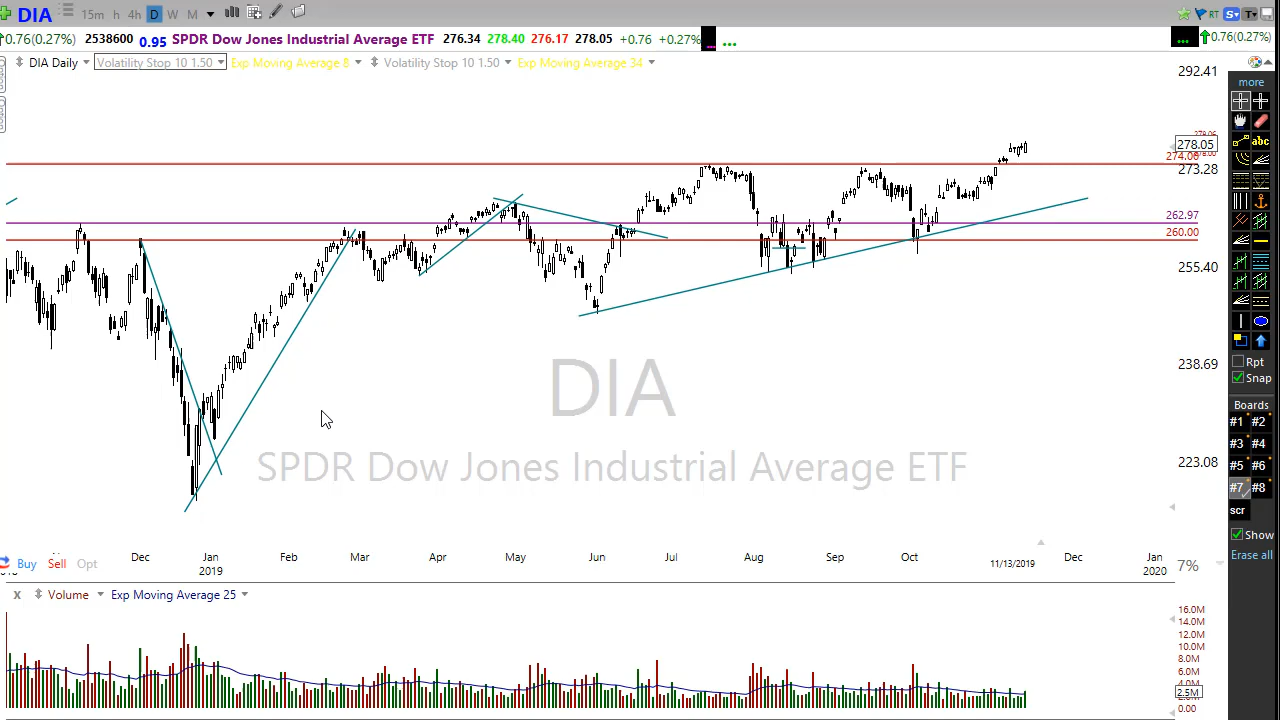 DIA 15m h 4h D W M RT S T
0.76(0.27%) 2538600 0.95 SPDR Dow Jones Industrial Average ETF 276.34 278.40 276.17 278.05 +0.76 +0.27% ... ... ... 0.76(0.27%)
DIA Daily Volatility Stop 10 1.50 Exp Moving Average 8 Volatility Stop 10 1.50 Exp Moving Average 34
292.41
more
abc
278.05
274.00
273.28
262.97
260.00
255.40
238.69
223.08
DIA
SPDR Dow Jones Industrial Average ETF
Rpt
Snap
Boards
#1 #2
#3 #4
#5 #6
#7 #8
scr
Show
Erase all
Dec Jan Feb Mar Apr May Jun Jul Aug Sep Oct 11/13/2019 Dec Jan
2019 2020
Buy Sell Opt 7%
x Volume Exp Moving Average 25
16.0M
14.0M
12.0M
10.0M
8.0M
6.0M
4.0M
2.5M
0.00